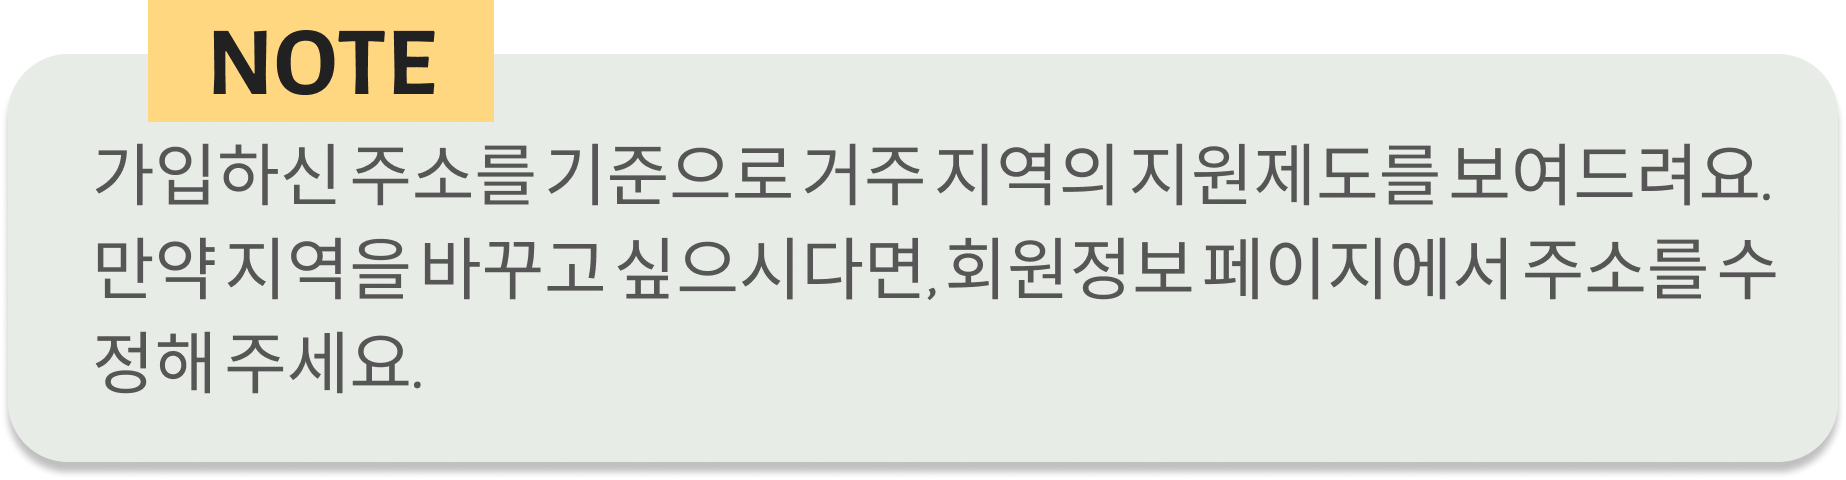 NOTE
가입하신 주소를 기준으로 거주 지역의 지원제도를 보여드려요.
만약 지역을 바꾸고 싶으시다면, 회원정보 페이지에서 주소를 수
정해 주세요.